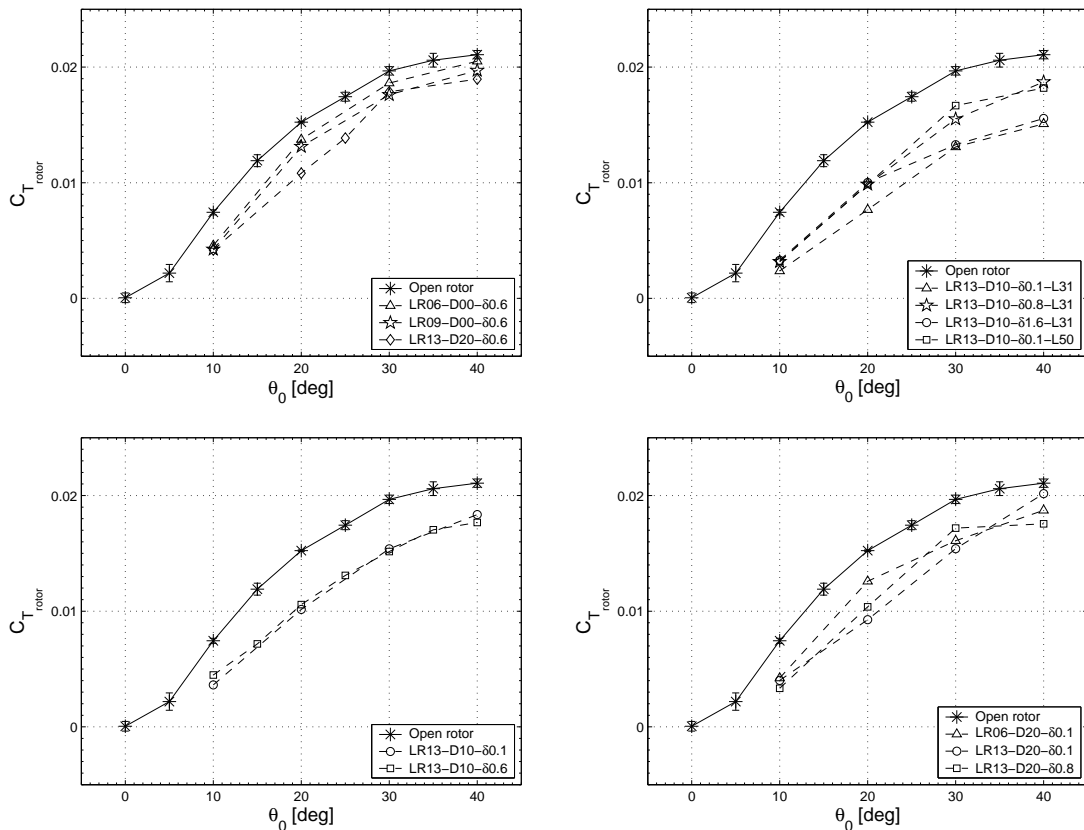 0.02
0.01
0
C_T_rotor
0 10 20 30 40
θ_0 [deg]
Open rotor
LR06−D00−δ0.6
LR09−D00−δ0.6
LR13−D20−δ0.6
0.02
0.01
0
C_T_rotor
0 10 20 30 40
θ_0 [deg]
Open rotor
LR13−D10−δ0.1−L31
LR13−D10−δ0.8−L31
LR13−D10−δ1.6−L31
LR13−D10−δ0.1−L50
0.02
0.01
0
C_T_rotor
0 10 20 30 40
θ_0 [deg]
Open rotor
LR13−D10−δ0.1
LR13−D10−δ0.6
0.02
0.01
0
C_T_rotor
0 10 20 30 40
θ_0 [deg]
Open rotor
LR06−D20−δ0.1
LR13−D20−δ0.1
LR13−D20−δ0.8